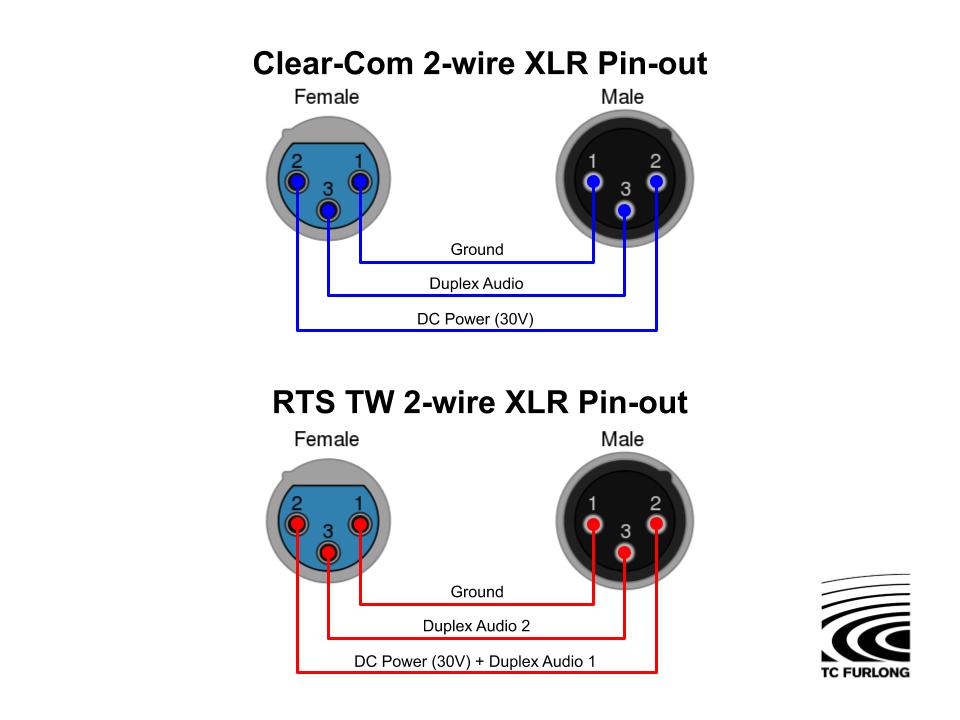 Clear-Com 2-wire XLR Pin-out
Female Male
2 1 1 2
3 3
Ground
Duplex Audio
DC Power (30V)
RTS TW 2-wire XLR Pin-out
Female Male
2 1 1 2
3 3
Ground
Duplex Audio 2
DC Power (30V) + Duplex Audio 1
TC FURLONG